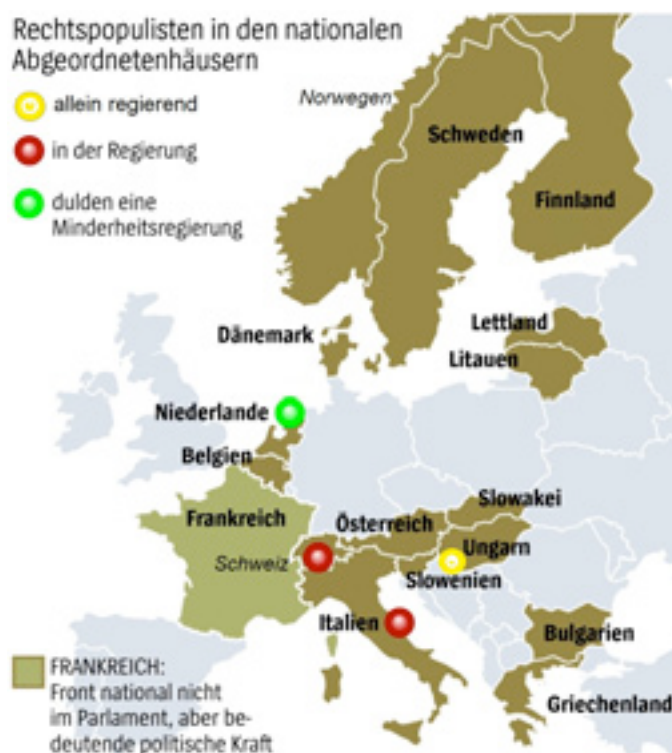 Rechtspopulisten in den nationalen
Abgeordnetenhäusern
allein regierend
in der Regierung
dulden eine
Minderheitsregierung
Norwegen
Schweden
Finnland
Lettland
Dänemark
Litauen
Niederlande
Belgien
Slowakei
Frankreich
Österreich
Ungarn
Schweiz
Slowenien
Italien
Bulgarien
FRANKREICH:
Front national nicht
im Parlament, aber be-
deutende politische Kraft
Griechenland